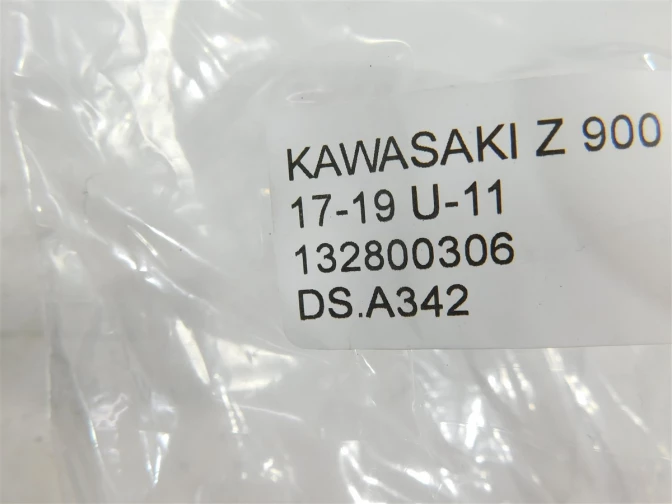 KAWASAKI Z 900
17-19 U-11
132800306
DS.A342